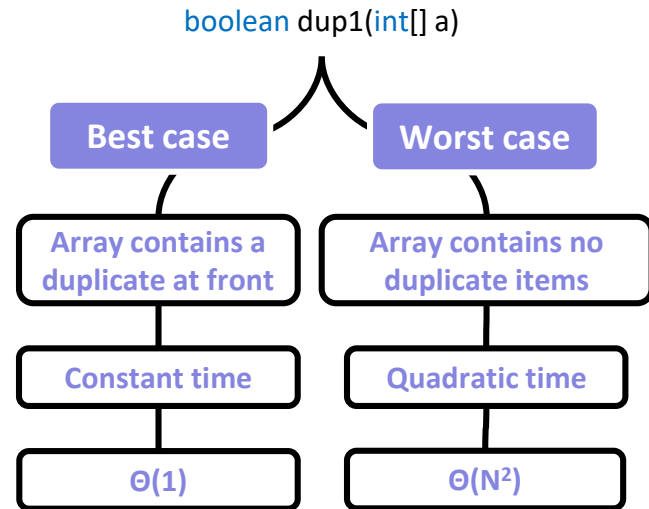 boolean dup1(int[] a)
Best case
Worst case
Array contains a
duplicate at front
Array contains no
duplicate items
Constant time
Quadratic time
Θ(1)
Θ(N²)